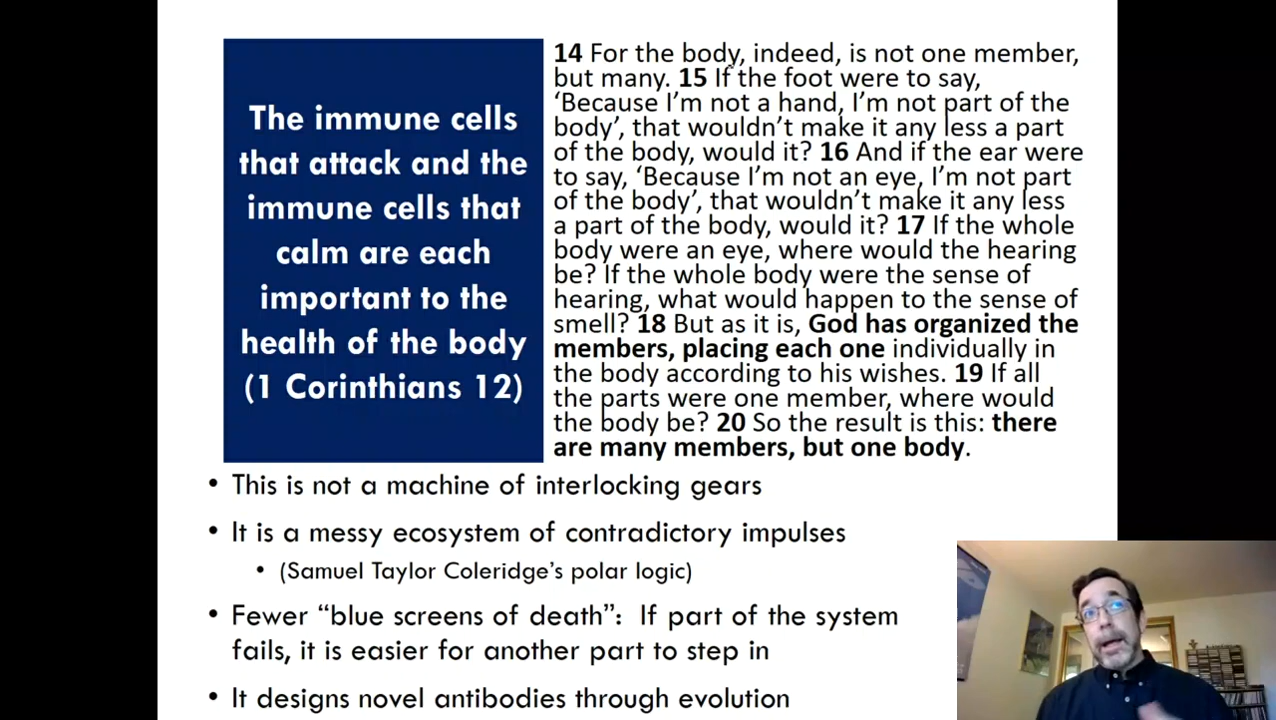 The immune cells
that attack and the
immune cells that
calm are each
important to the
health of the body
(1 Corinthians 12)
14 For the body, indeed, is not one member,
but many. 15 If the foot were to say,
‘Because I’m not a hand, I’m not part of the
body’, that wouldn’t make it any less a part
of the body, would it? 16 And if the ear were
to say, ‘Because I’m not an eye, I’m not part
of the body’, that wouldn’t make it any less
a part of the body, would it? 17 If the whole
body were an eye, where would the hearing
be? If the whole body were the sense of
hearing, what would happen to the sense of
smell? 18 But as it is, God has organized the
members, placing each one individually in
the body according to his wishes. 19 If all
the parts were one member, where would
the body be? 20 So the result is this: there
are many members, but one body.
• This is not a machine of interlocking gears
• It is a messy ecosystem of contradictory impulses
• (Samuel Taylor Coleridge’s polar logic)
• Fewer “blue screens of death”: If part of the system
fails, it is easier for another part to step in
• It designs novel antibodies through evolution